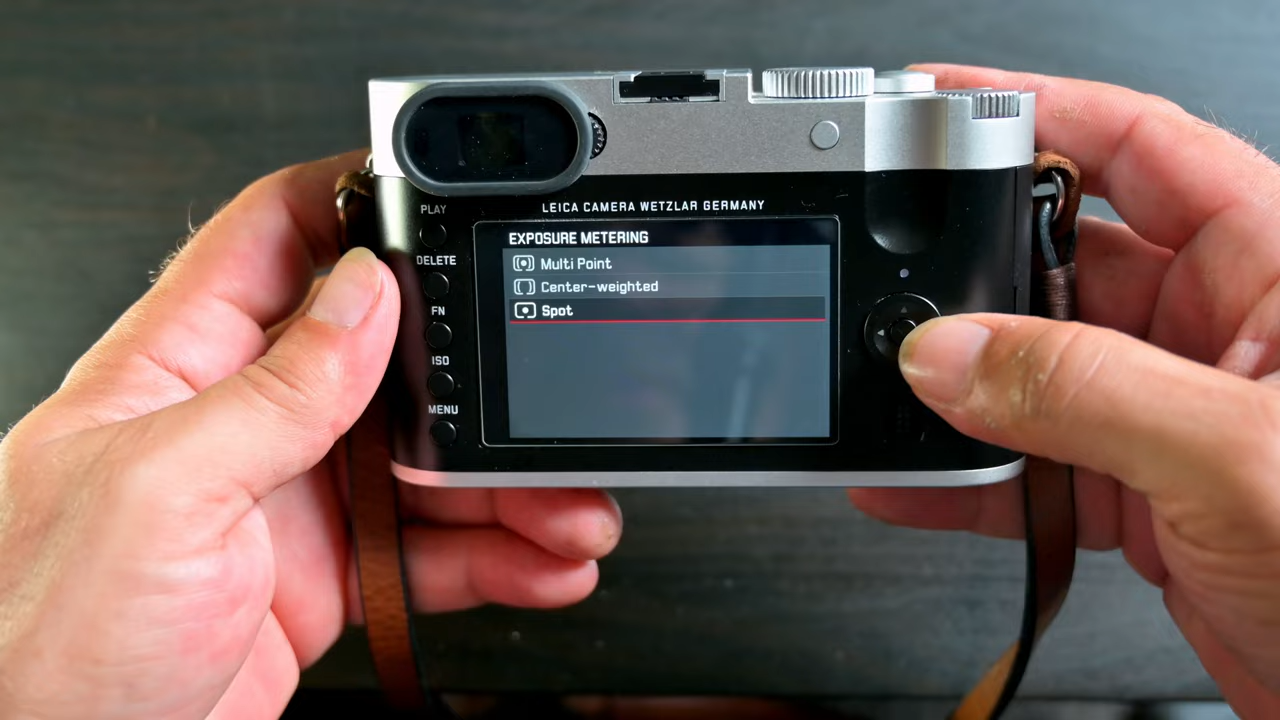 LEICA CAMERA WETZLAR GERMANY
PLAY
DELETE
FN
ISO
MENU
EXPOSURE METERING
Multi Point
Center-weighted
Spot